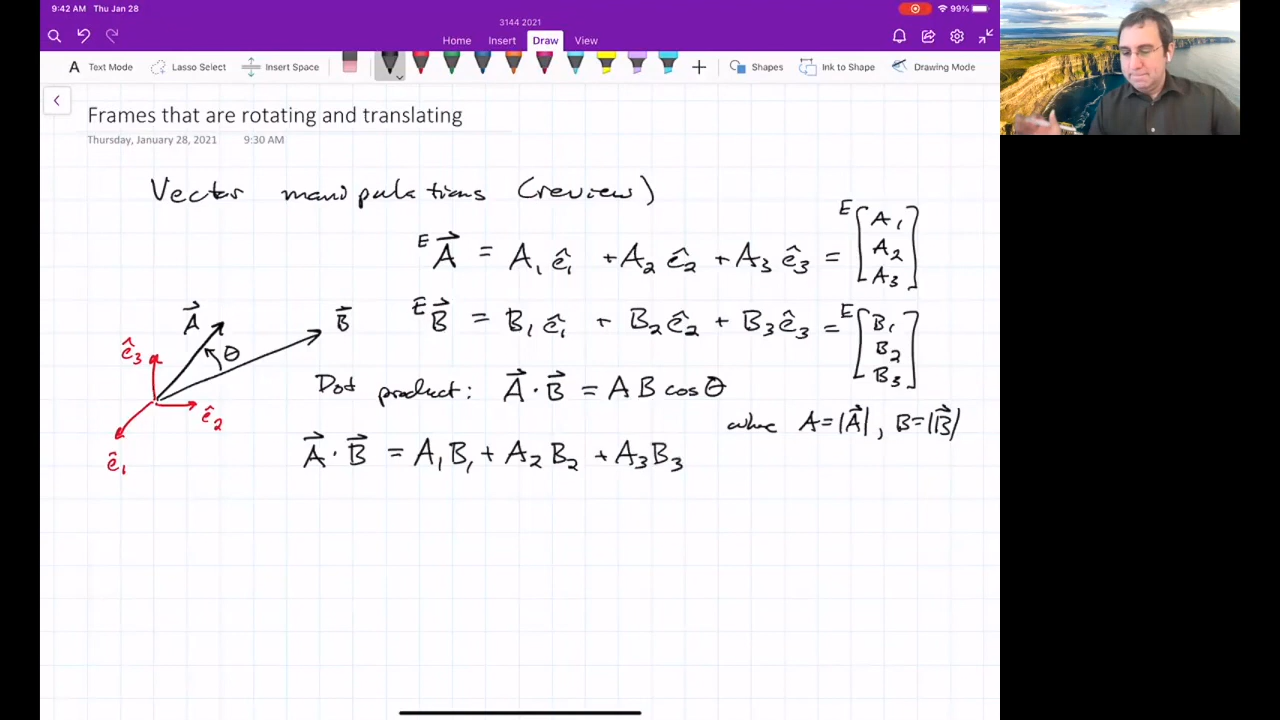 9:42 AM Thu Jan 28
99%
3144 2021
Home Insert Draw View
Text Mode Lasso Select Insert Space Shapes Ink to Shape Drawing Mode
Frames that are rotating and translating
Thursday, January 28, 2021 9:30 AM
Vector manipulations (review)
ᴱA⃗ = A₁ ê₁ + A₂ ê₂ + A₃ ê₃ = ᴱ[A₁ A₂ A₃]
ᴱB⃗ = B₁ ê₁ + B₂ ê₂ + B₃ ê₃ = ᴱ[B₁ B₂ B₃]
A⃗ B⃗ θ
ê₃
ê₂
ê₁
Dot product: A⃗ · B⃗ = A B cos θ
where A = |A⃗|, B = |B⃗|
A⃗ · B⃗ = A₁B₁ + A₂B₂ + A₃B₃